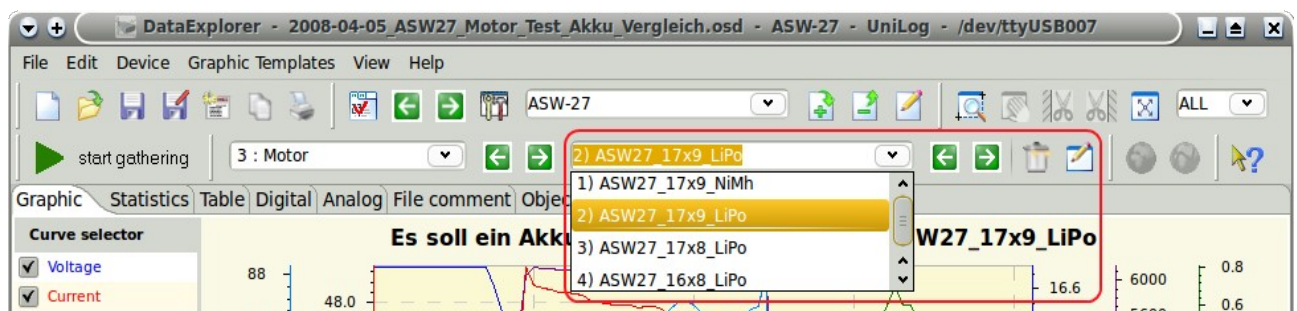 DataExplorer - 2008-04-05_ASW27_Motor_Test_Akku_Vergleich.osd - ASW-27 - UniLog - /dev/ttyUSB007
File Edit Device Graphic Templates View Help
ASW-27 ALL
start gathering 3 : Motor 2) ASW27_17x9_LiPo
1) ASW27_17x9_NiMh
2) ASW27_17x9_LiPo
3) ASW27_17x8_LiPo
4) ASW27_16x8_LiPo
Graphic Statistics Table Digital Analog File comment
Curve selector Es soll ein W27_17x9_LiPo
Voltage 88 6000 0.8
Current 48.0 16.6 0.6